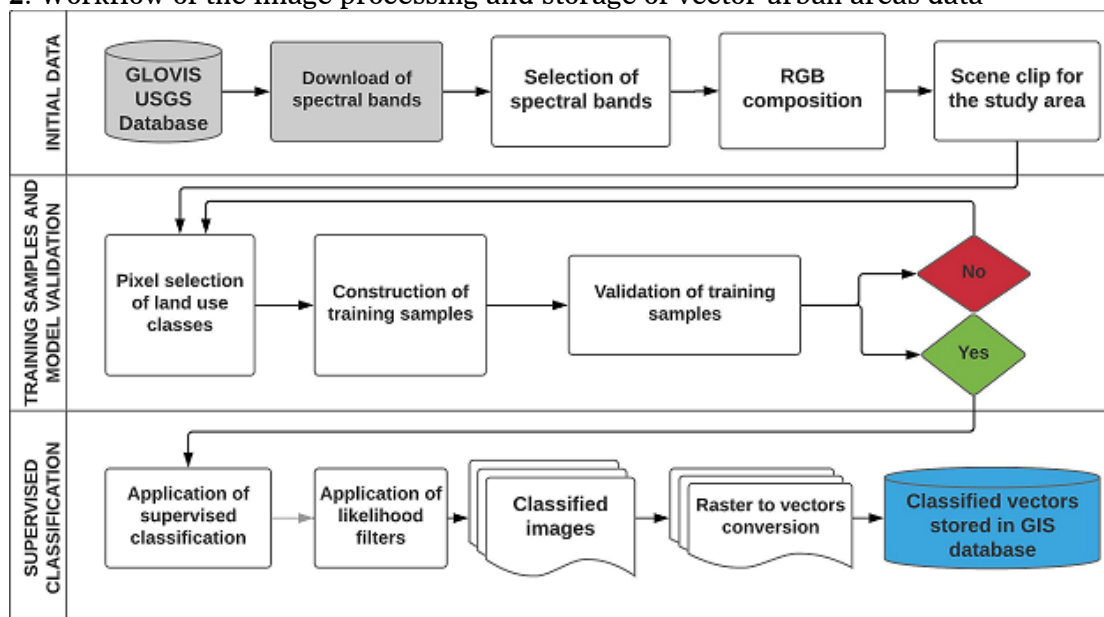 2. Workflow of the image processing and storage of vector urban areas data
INITIAL DATA
GLOVIS
USGS
Database
Download of
spectral bands
Selection of
spectral bands
RGB
composition
Scene clip for
the study area
TRAINING SAMPLES AND
MODEL VALIDATION
Pixel selection
of land use
classes
Construction of
training samples
Validation of training
samples
No
Yes
SUPERVISED
CLASSIFICATION
Application of
supervised
classification
Application of
likelihood
filters
Classified
images
Raster to vectors
conversion
Classified vectors
stored in GIS
database